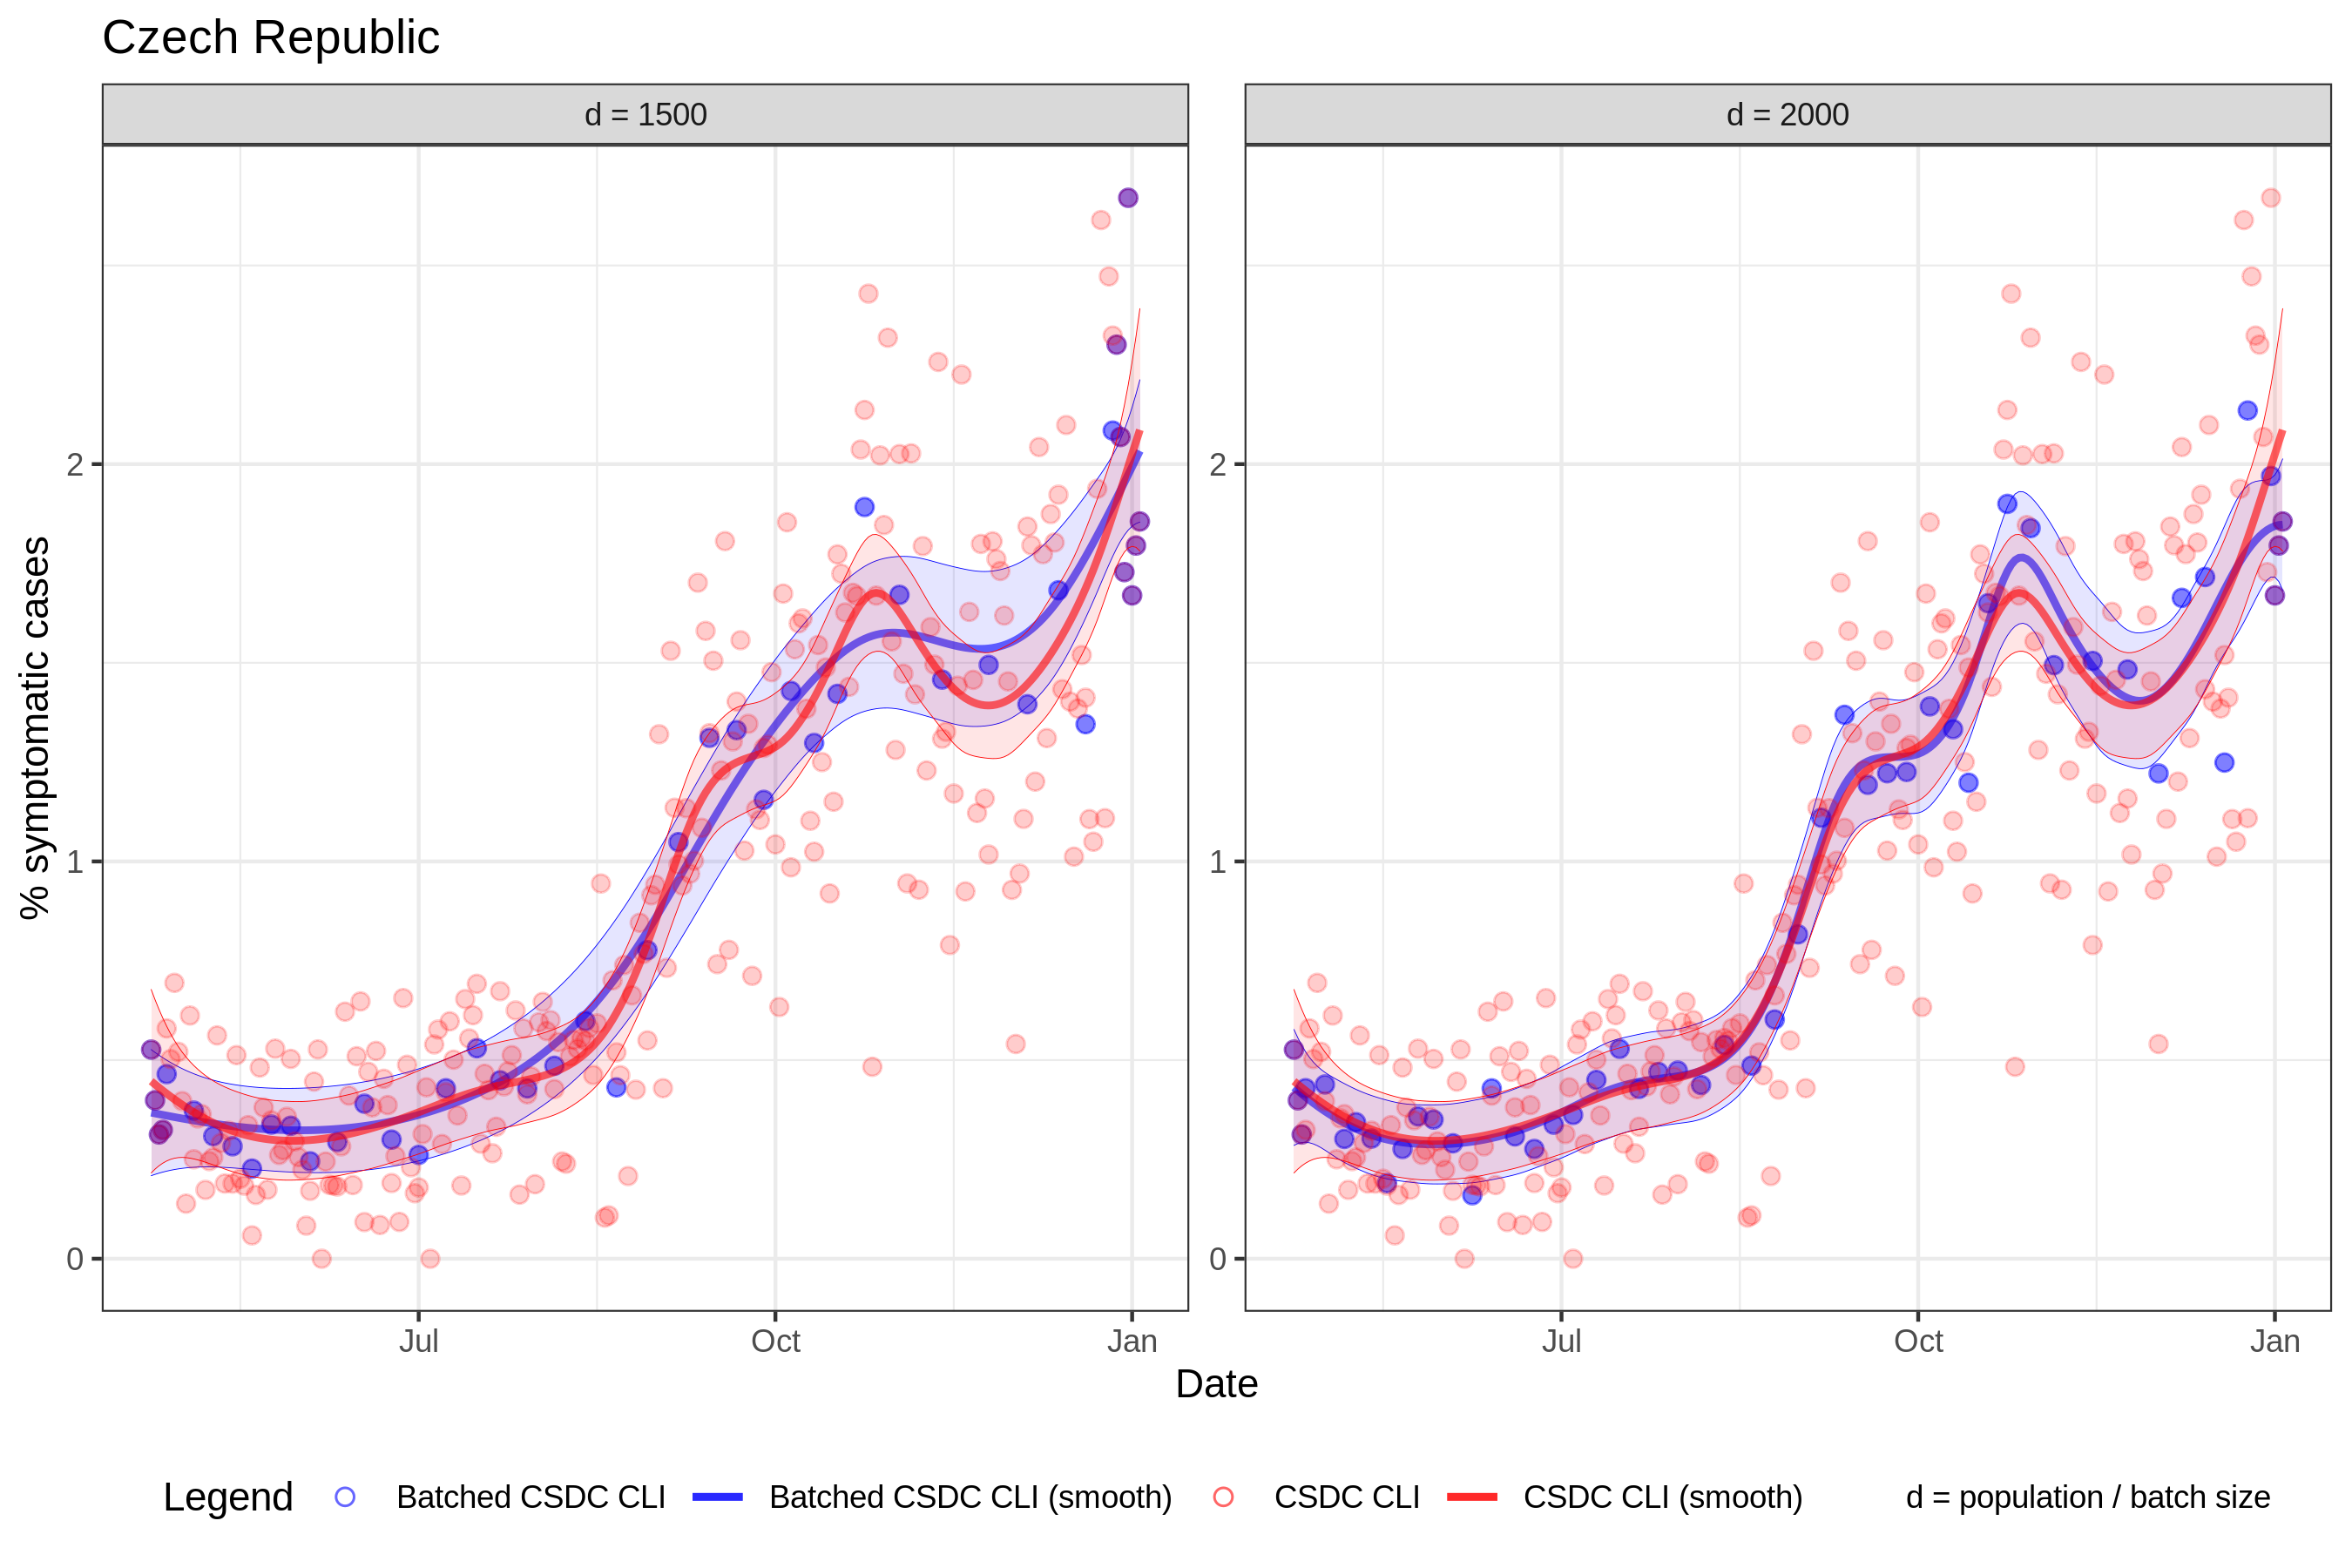 Czech Republic
d = 1500
d = 2000
% symptomatic cases
2
1
0
2
1
0
Jul
Oct
Jan
Jul
Oct
Jan
Date
Legend
Batched CSDC CLI
Batched CSDC CLI (smooth)
CSDC CLI
CSDC CLI (smooth)
d = population / batch size